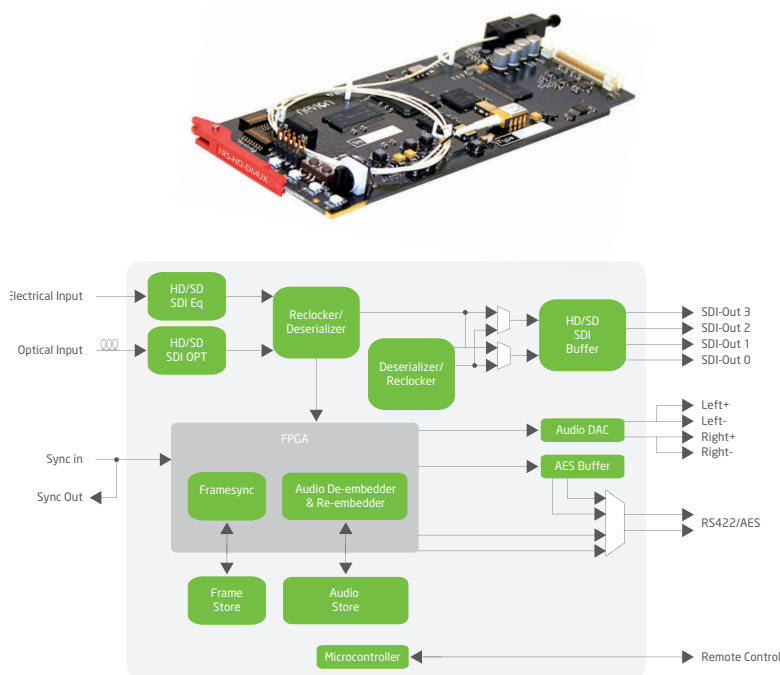 nevion
FRS-HD-DMUX
Electrical Input
HD/SD
SDI Eq
Reclocker/
Deserializer
Optical Input
HD/SD
SDI OPT
Deserializer/
Reclocker
HD/SD
SDI
Buffer
SDI-Out 3
SDI-Out 2
SDI-Out 1
SDI-Out 0
FPGA
Audio DAC
Left+
Left-
Right+
Right-
Sync in
Sync Out
Framesync
Audio De-embedder
& Re-embedder
AES Buffer
RS422/AES
Frame
Store
Audio
Store
Microcontroller
Remote Control